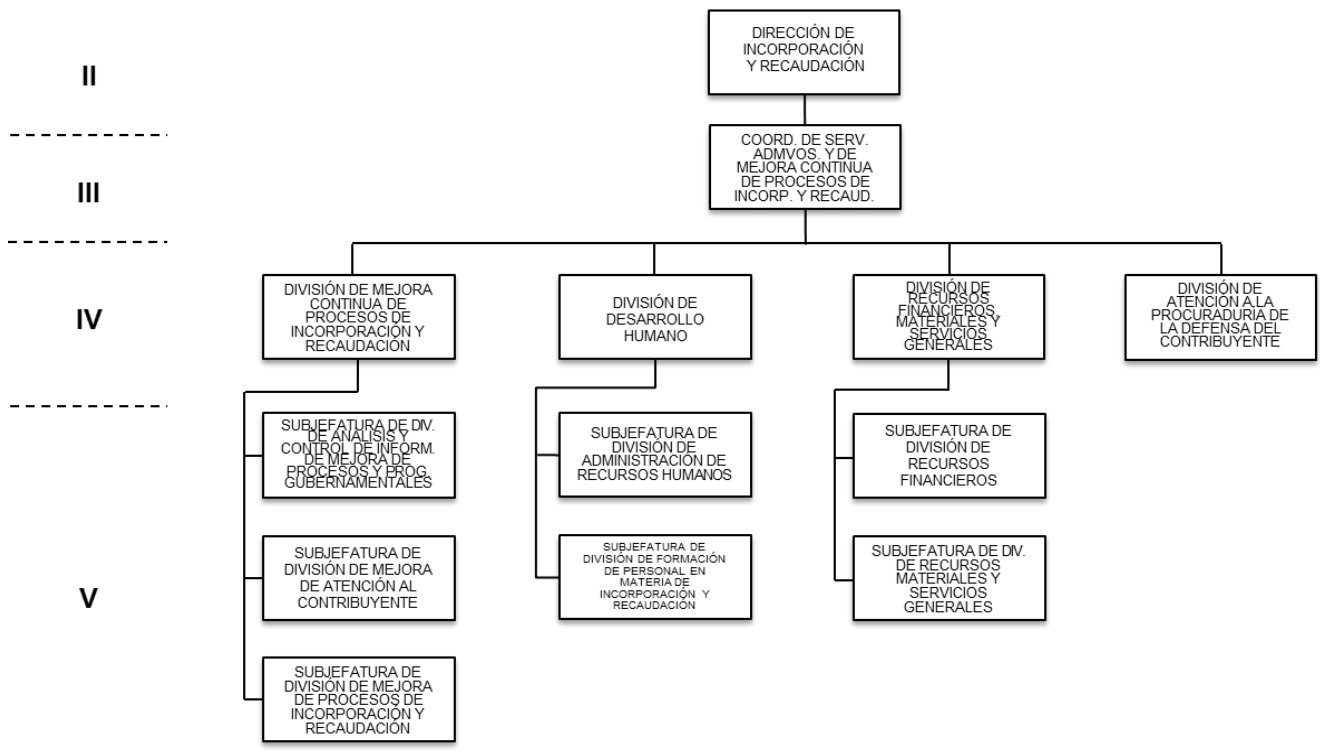 II
DIRECCIÓN DE
INCORPORACIÓN
Y RECAUDACIÓN
III
COORD. DE SERV.
ADMVOS. Y DE
MEJORA CONTINUA
DE PROCESOS DE
INCORP. Y RECAUD.
IV
DIVISIÓN DE MEJORA
CONTINUA DE
PROCESOS DE
INCORPORACIÓN Y
RECAUDACIÓN
DIVISIÓN DE
DESARROLLO
HUMANO
DIVISIÓN DE
RECURSOS
FINANCIEROS,
MATERIALES Y
SERVICIOS
GENERALES
DIVISIÓN DE
ATENCIÓN A LA
PROCURADURIA DE
LA DEFENSA DEL
CONTRIBUYENTE
V
SUBJEFATURA DE DIV.
DE ANÁLISIS Y
CONTROL DE INFORM.
DE MEJORA DE
PROCESOS Y PROG.
GUBERNAMENTALES
SUBJEFATURA DE
DIVISIÓN DE
ADMINISTRACIÓN DE
RECURSOS HUMANOS
SUBJEFATURA DE
DIVISIÓN DE
RECURSOS
FINANCIEROS
SUBJEFATURA DE
DIVISIÓN DE MEJORA
DE ATENCIÓN AL
CONTRIBUYENTE
SUBJEFATURA DE
DIVISIÓN DE FORMACIÓN
DE PERSONAL EN
MATERIA DE
INCORPORACIÓN Y
RECAUDACIÓN
SUBJEFATURA DE DIV.
DE RECURSOS
MATERIALES Y
SERVICIOS
GENERALES
SUBJEFATURA DE
DIVISIÓN DE MEJORA
DE PROCESOS DE
INCORPORACIÓN Y
RECAUDACIÓN